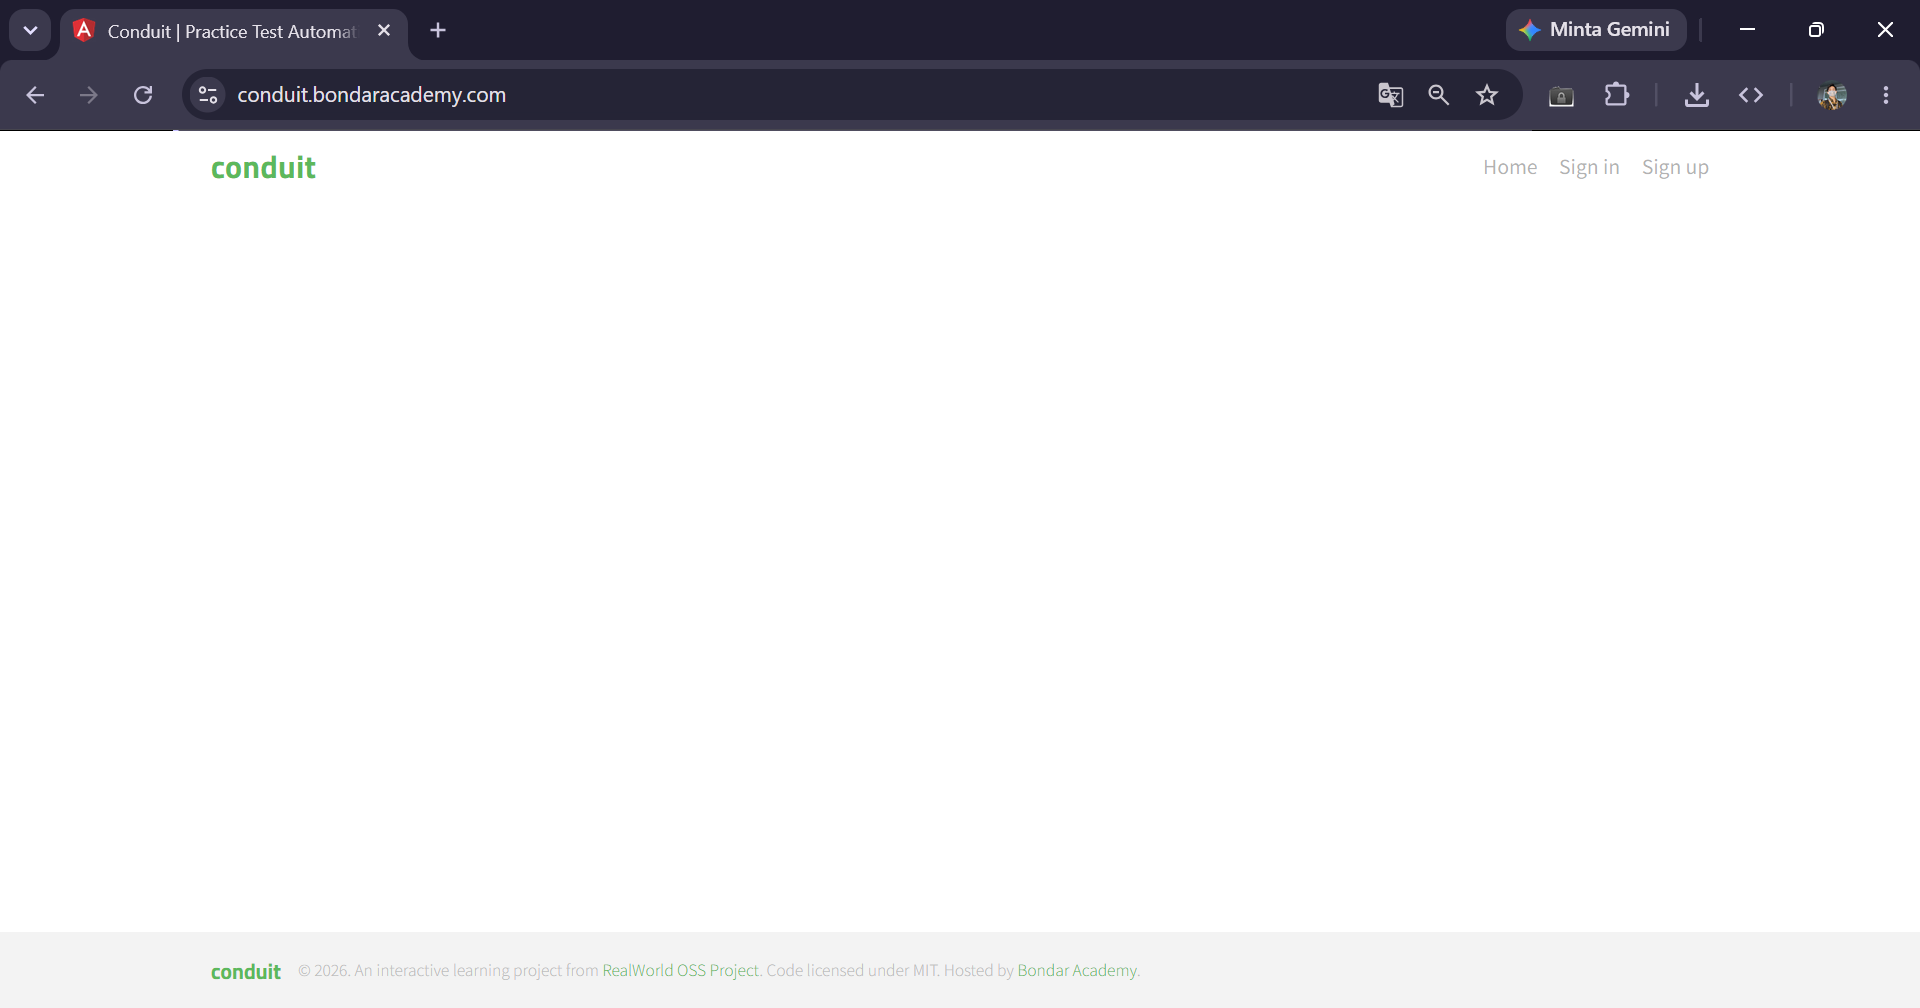 Conduit | Practice Test Automat
Minta Gemini
conduit.bondaracademy.com
conduit
Home Sign in Sign up
conduit © 2026. An interactive learning project from RealWorld OSS Project. Code licensed under MIT. Hosted by Bondar Academy.